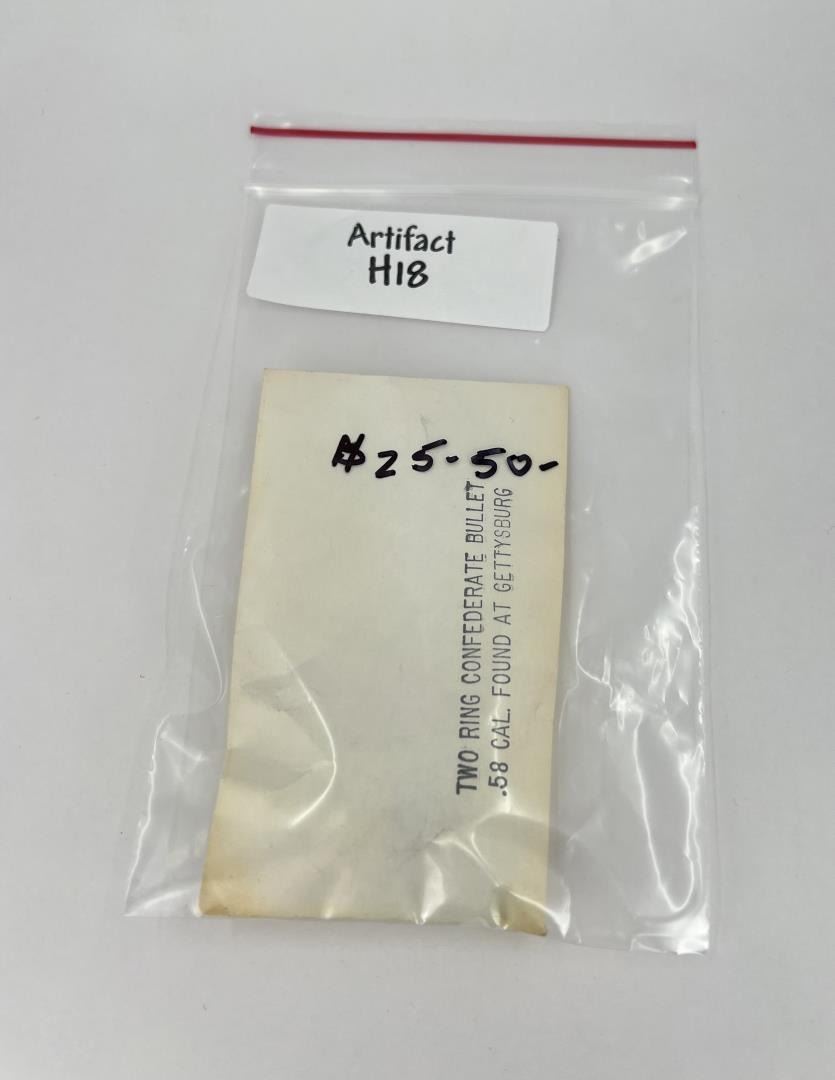 Artifact
H18
$25-50-
TWO RING CONFEDERATE BULLET
.58 CAL. FOUND AT GETTYSBURG